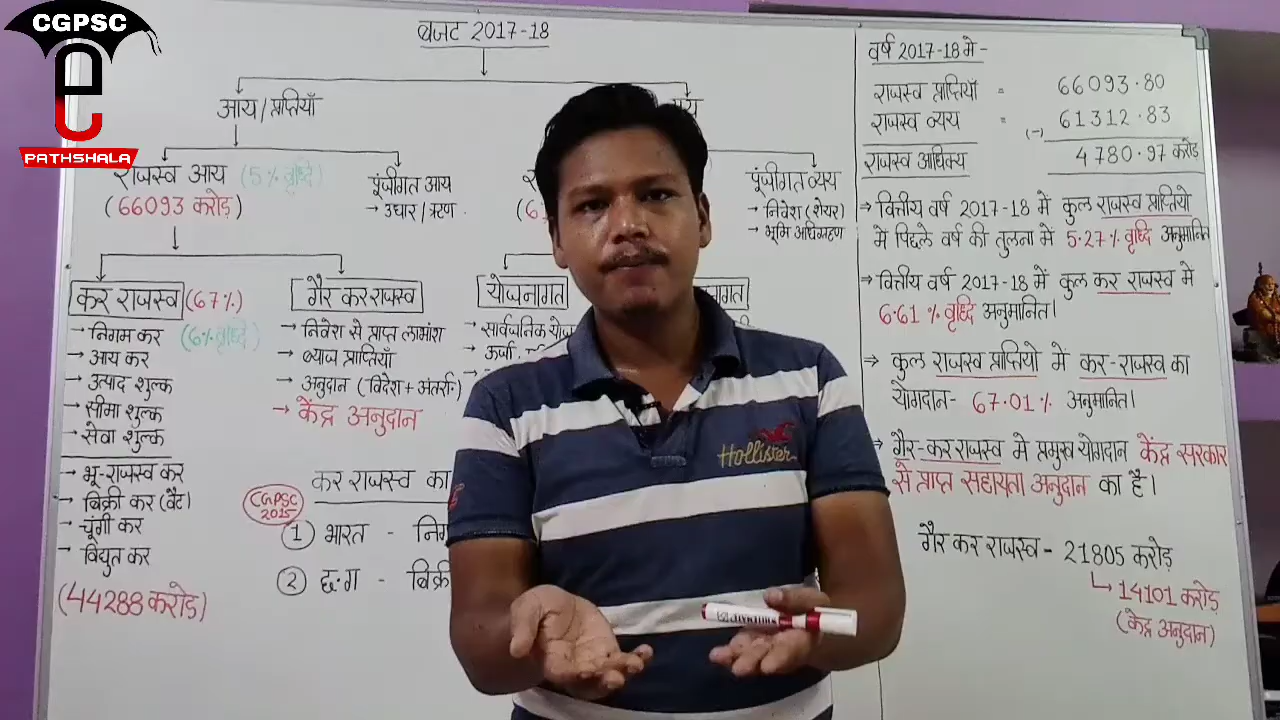 CGPSC
e
PATHSHALA
बजट 2017-18
आय/प्राप्तियाँ
राजस्व आय (5% वृध्दि)
(66093 करोड़)
पूंजीगत आय
→ उधार/ऋण
पूंजीगत व्यय
→ निवेश (शेयर)
→ भूमि अधिग्रहण
कर राजस्व (67%)
→ निगम कर (6% वृध्दि)
→ आय कर
→ उत्पाद शुल्क
→ सीमा शुल्क
→ सेवा शुल्क
→ भू-राजस्व कर
→ बिक्री कर (वैट)
→ चूंगी कर
→ विद्युत कर
(44288 करोड़)
गैर कर राजस्व
→ निवेश से प्राप्त लाभांश
→ ब्याज प्राप्तियाँ
→ अनुदान (विदेश+अंतर्रा॰)
→ केंद्र अनुदान
योजनागत
→ सार्वजनिक
→ ऊर्जा
कर राजस्व का
CGPSC
2015
① भारत -
② छ.ग -
Hollister
वर्ष 2017-18 में -
राजस्व प्राप्तियाँ = 66093.80
राजस्व व्यय = (-) 61312.83
राजस्व आधिक्य 4780.97 करोड़
→ वित्तीय वर्ष 2017-18 में कुल राजस्व प्राप्तियो
में पिछले वर्ष की तुलना में 5.27% वृध्दि अनुमानित
→ वित्तीय वर्ष 2017-18 में कुल कर राजस्व में
6.61 % वृध्दि अनुमानित।
→ कुल राजस्व प्राप्तियो में कर-राजस्व का
योगदान- 67.01% अनुमानित।
→ गैर-कर राजस्व मे प्रमुख योगदान केंद्र सरकार
से प्राप्त सहायता अनुदान का है।
गैर कर राजस्व - 21805 करोड़
↳ 14101 करोड़
(केंद्र अनुदान)